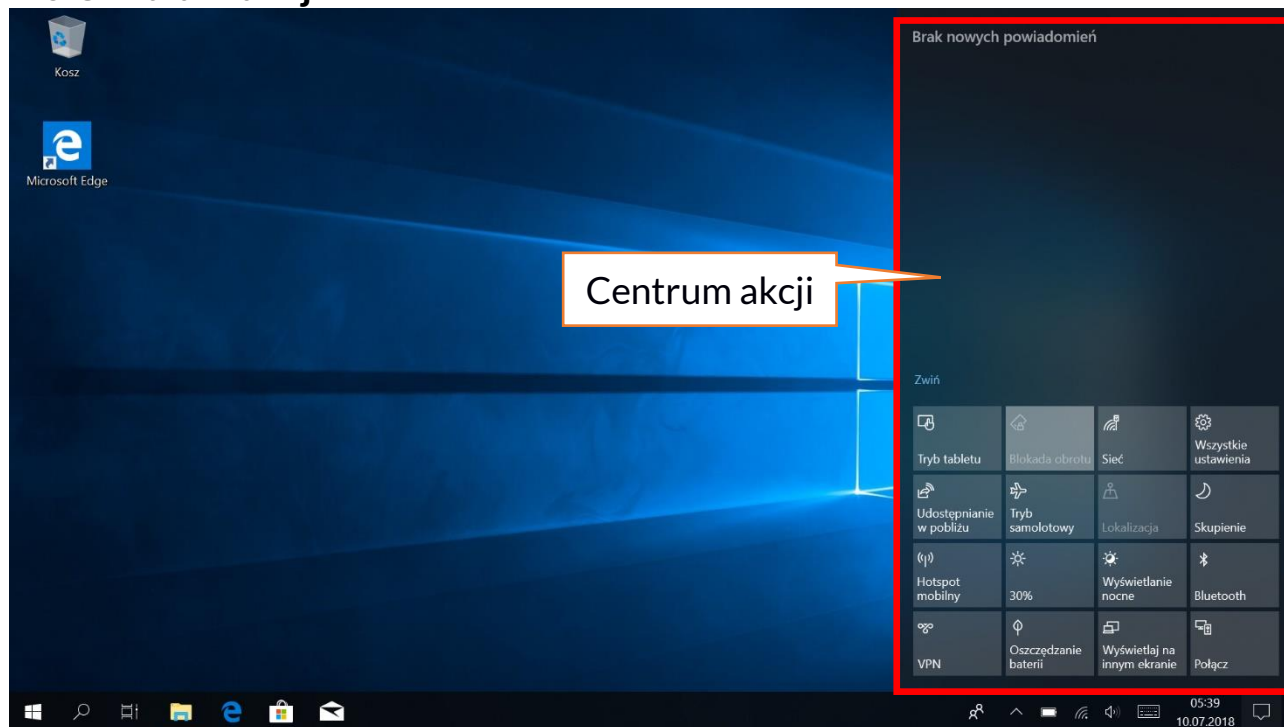 Kosz
Microsoft Edge
Centrum akcji
Brak nowych powiadomień
Zwiń
Tryb tabletu
Blokada obrotu
Sieć
Wszystkie
ustawienia
Udostępnianie
w pobliżu
Tryb
samolotowy
Lokalizacja
Skupienie
Hotspot
mobilny
30%
Wyświetlanie
nocne
Bluetooth
VPN
Oszczędzanie
baterii
Wyświetlaj na
innym ekranie
Połącz
05:39
10.07.2018